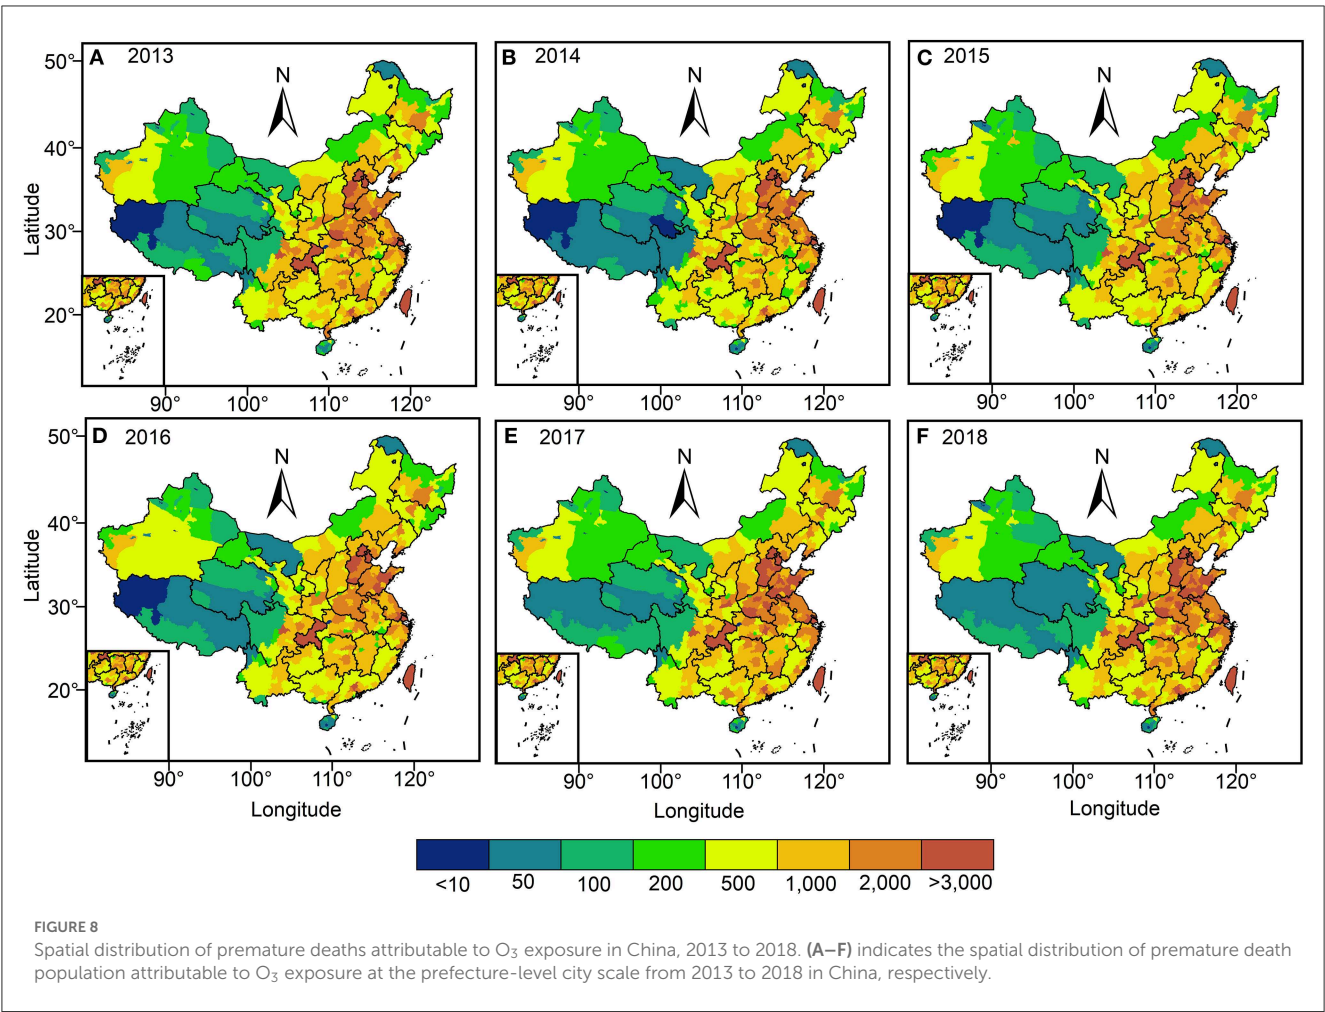 A 2013
N
B 2014
N
C 2015
N
50°
40°
30°
20°
Latitude
90° 100° 110° 120°
90° 100° 110° 120°
90° 100° 110° 120°
D 2016
N
E 2017
N
F 2018
N
50°
40°
30°
20°
Latitude
90° 100° 110° 120°
90° 100° 110° 120°
90° 100° 110° 120°
Longitude
Longitude
Longitude
<10 50 100 200 500 1,000 2,000 >3,000
FIGURE 8
Spatial distribution of premature deaths attributable to O₃ exposure in China, 2013 to 2018. (A–F) indicates the spatial distribution of premature death
population attributable to O₃ exposure at the prefecture-level city scale from 2013 to 2018 in China, respectively.